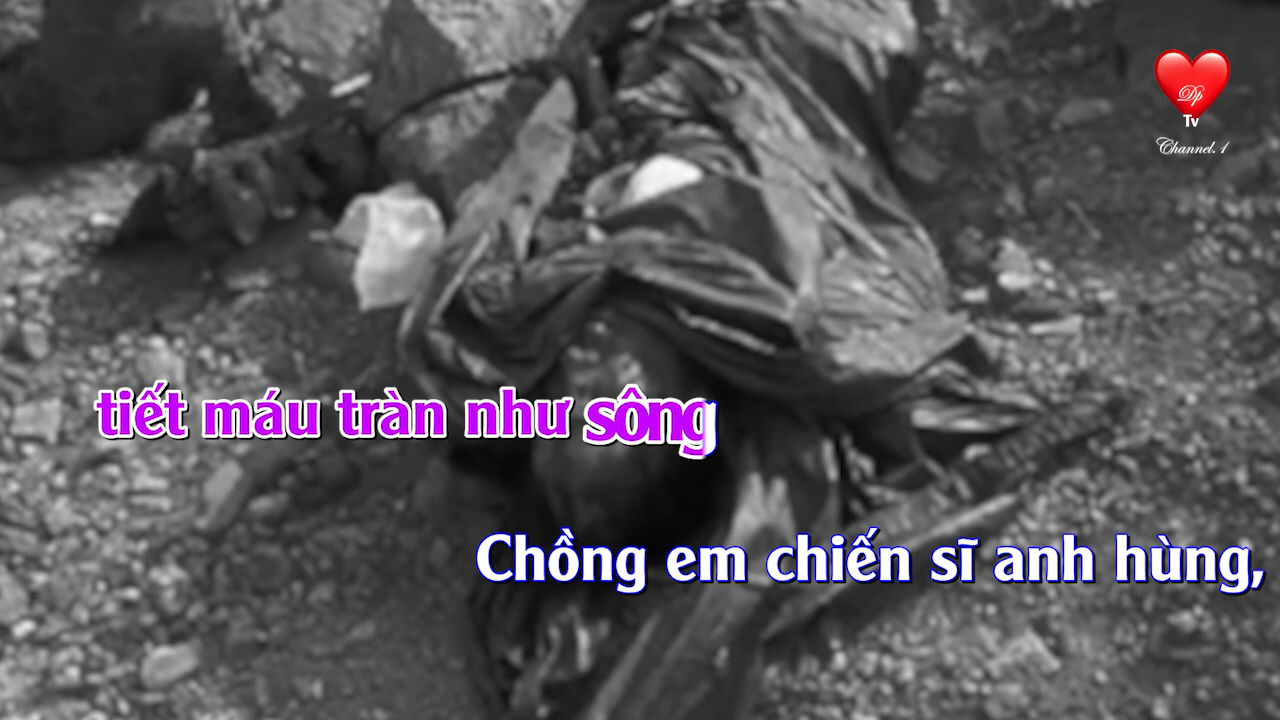 Dp
Tv
Channel. 1
tiết máu tràn như sông
Chồng em chiến sĩ anh hùng,